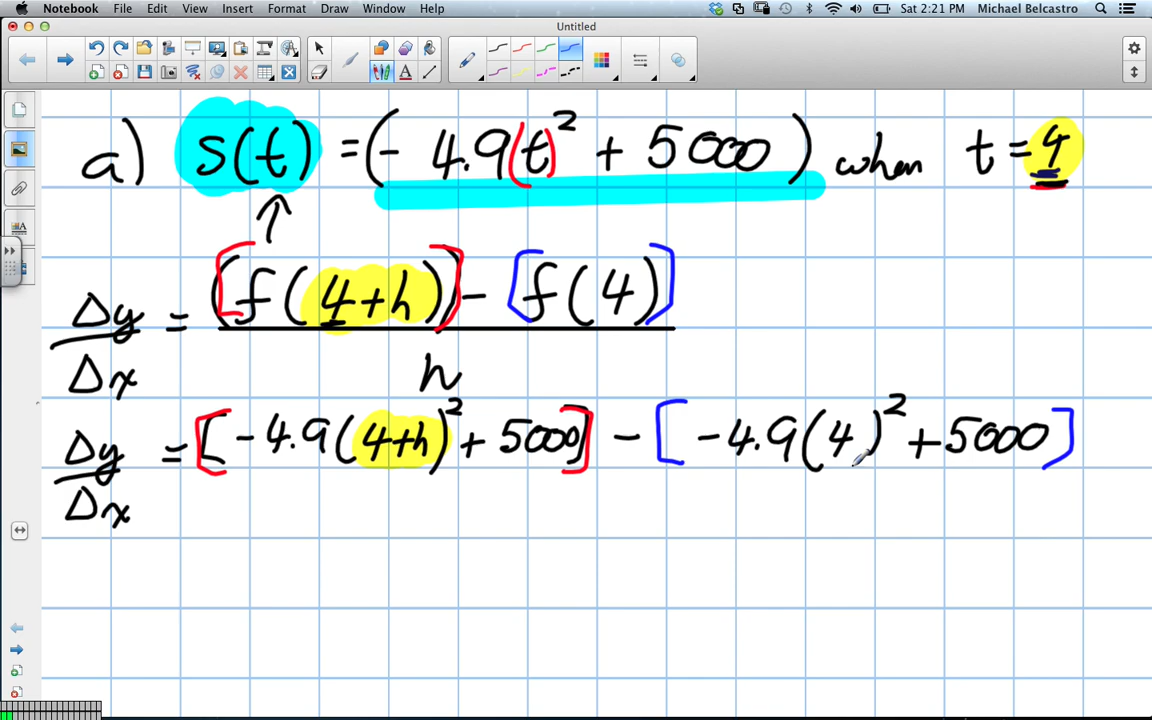 Notebook File Edit View Insert Format Draw Window Help Sat 2:21 PM Michael Belcastro
Untitled
a) s(t) = (- 4.9(t)² + 5000) when t = 4
Δy/Δx = [(f(4+h))] - [f(4)]
h
Δy/Δx = [[- 4.9(4+h)² + 5000]] - [-4.9(4)² + 5000]